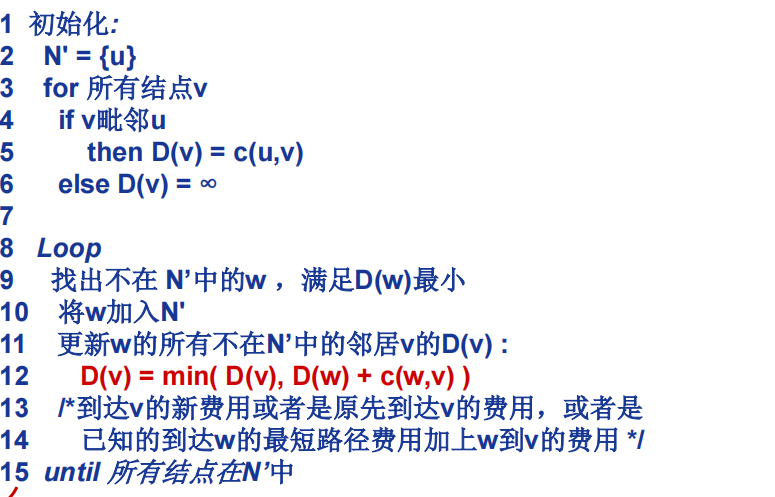 1 初始化:
2 N' = {u}
3 for 所有结点v
4 if v毗邻u
5 then D(v) = c(u,v)
6 else D(v) = ∞
7
8 Loop
9 找出不在 N’中的w ，满足D(w)最小
10 将w加入N'
11 更新w的所有不在N’中的邻居v的D(v) :
12 D(v) = min( D(v), D(w) + c(w,v) )
13 /*到达v的新费用或者是原先到达v的费用，或者是
14 已知的到达w的最短路径费用加上w到v的费用 */
15 until 所有结点在N’中